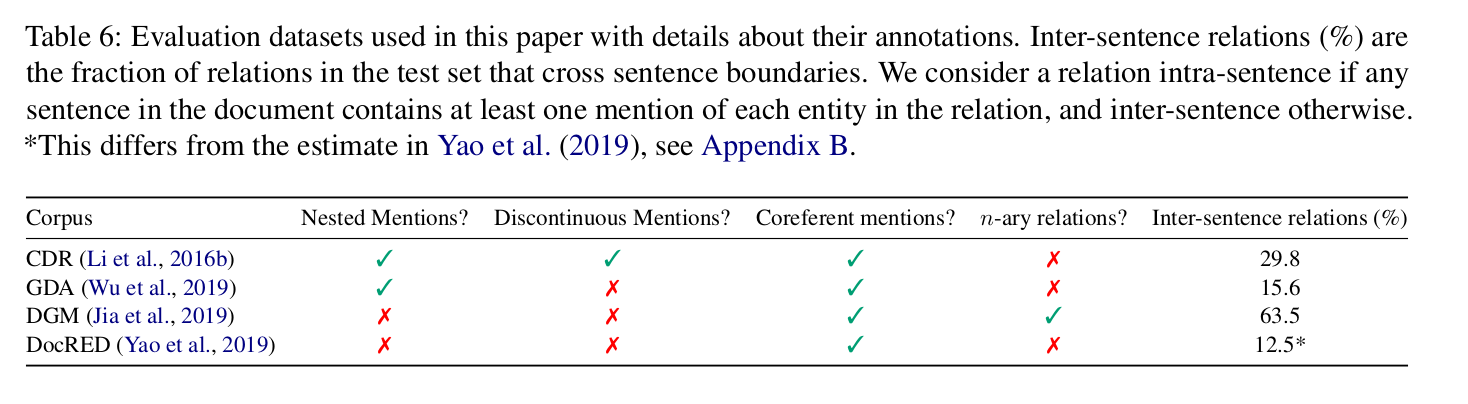 Table 6: Evaluation datasets used in this paper with details about their annotations. Inter-sentence relations (%) are
the fraction of relations in the test set that cross sentence boundaries. We consider a relation intra-sentence if any
sentence in the document contains at least one mention of each entity in the relation, and inter-sentence otherwise.
*This differs from the estimate in Yao et al. (2019), see Appendix B.
Corpus Nested Mentions? Discontinuous Mentions? Coreferent mentions? n-ary relations? Inter-sentence relations (%)
CDR (Li et al., 2016b) ✓ ✓ ✓ ✗ 29.8
GDA (Wu et al., 2019) ✓ ✗ ✓ ✗ 15.6
DGM (Jia et al., 2019) ✗ ✗ ✓ ✓ 63.5
DocRED (Yao et al., 2019) ✗ ✗ ✓ ✗ 12.5*